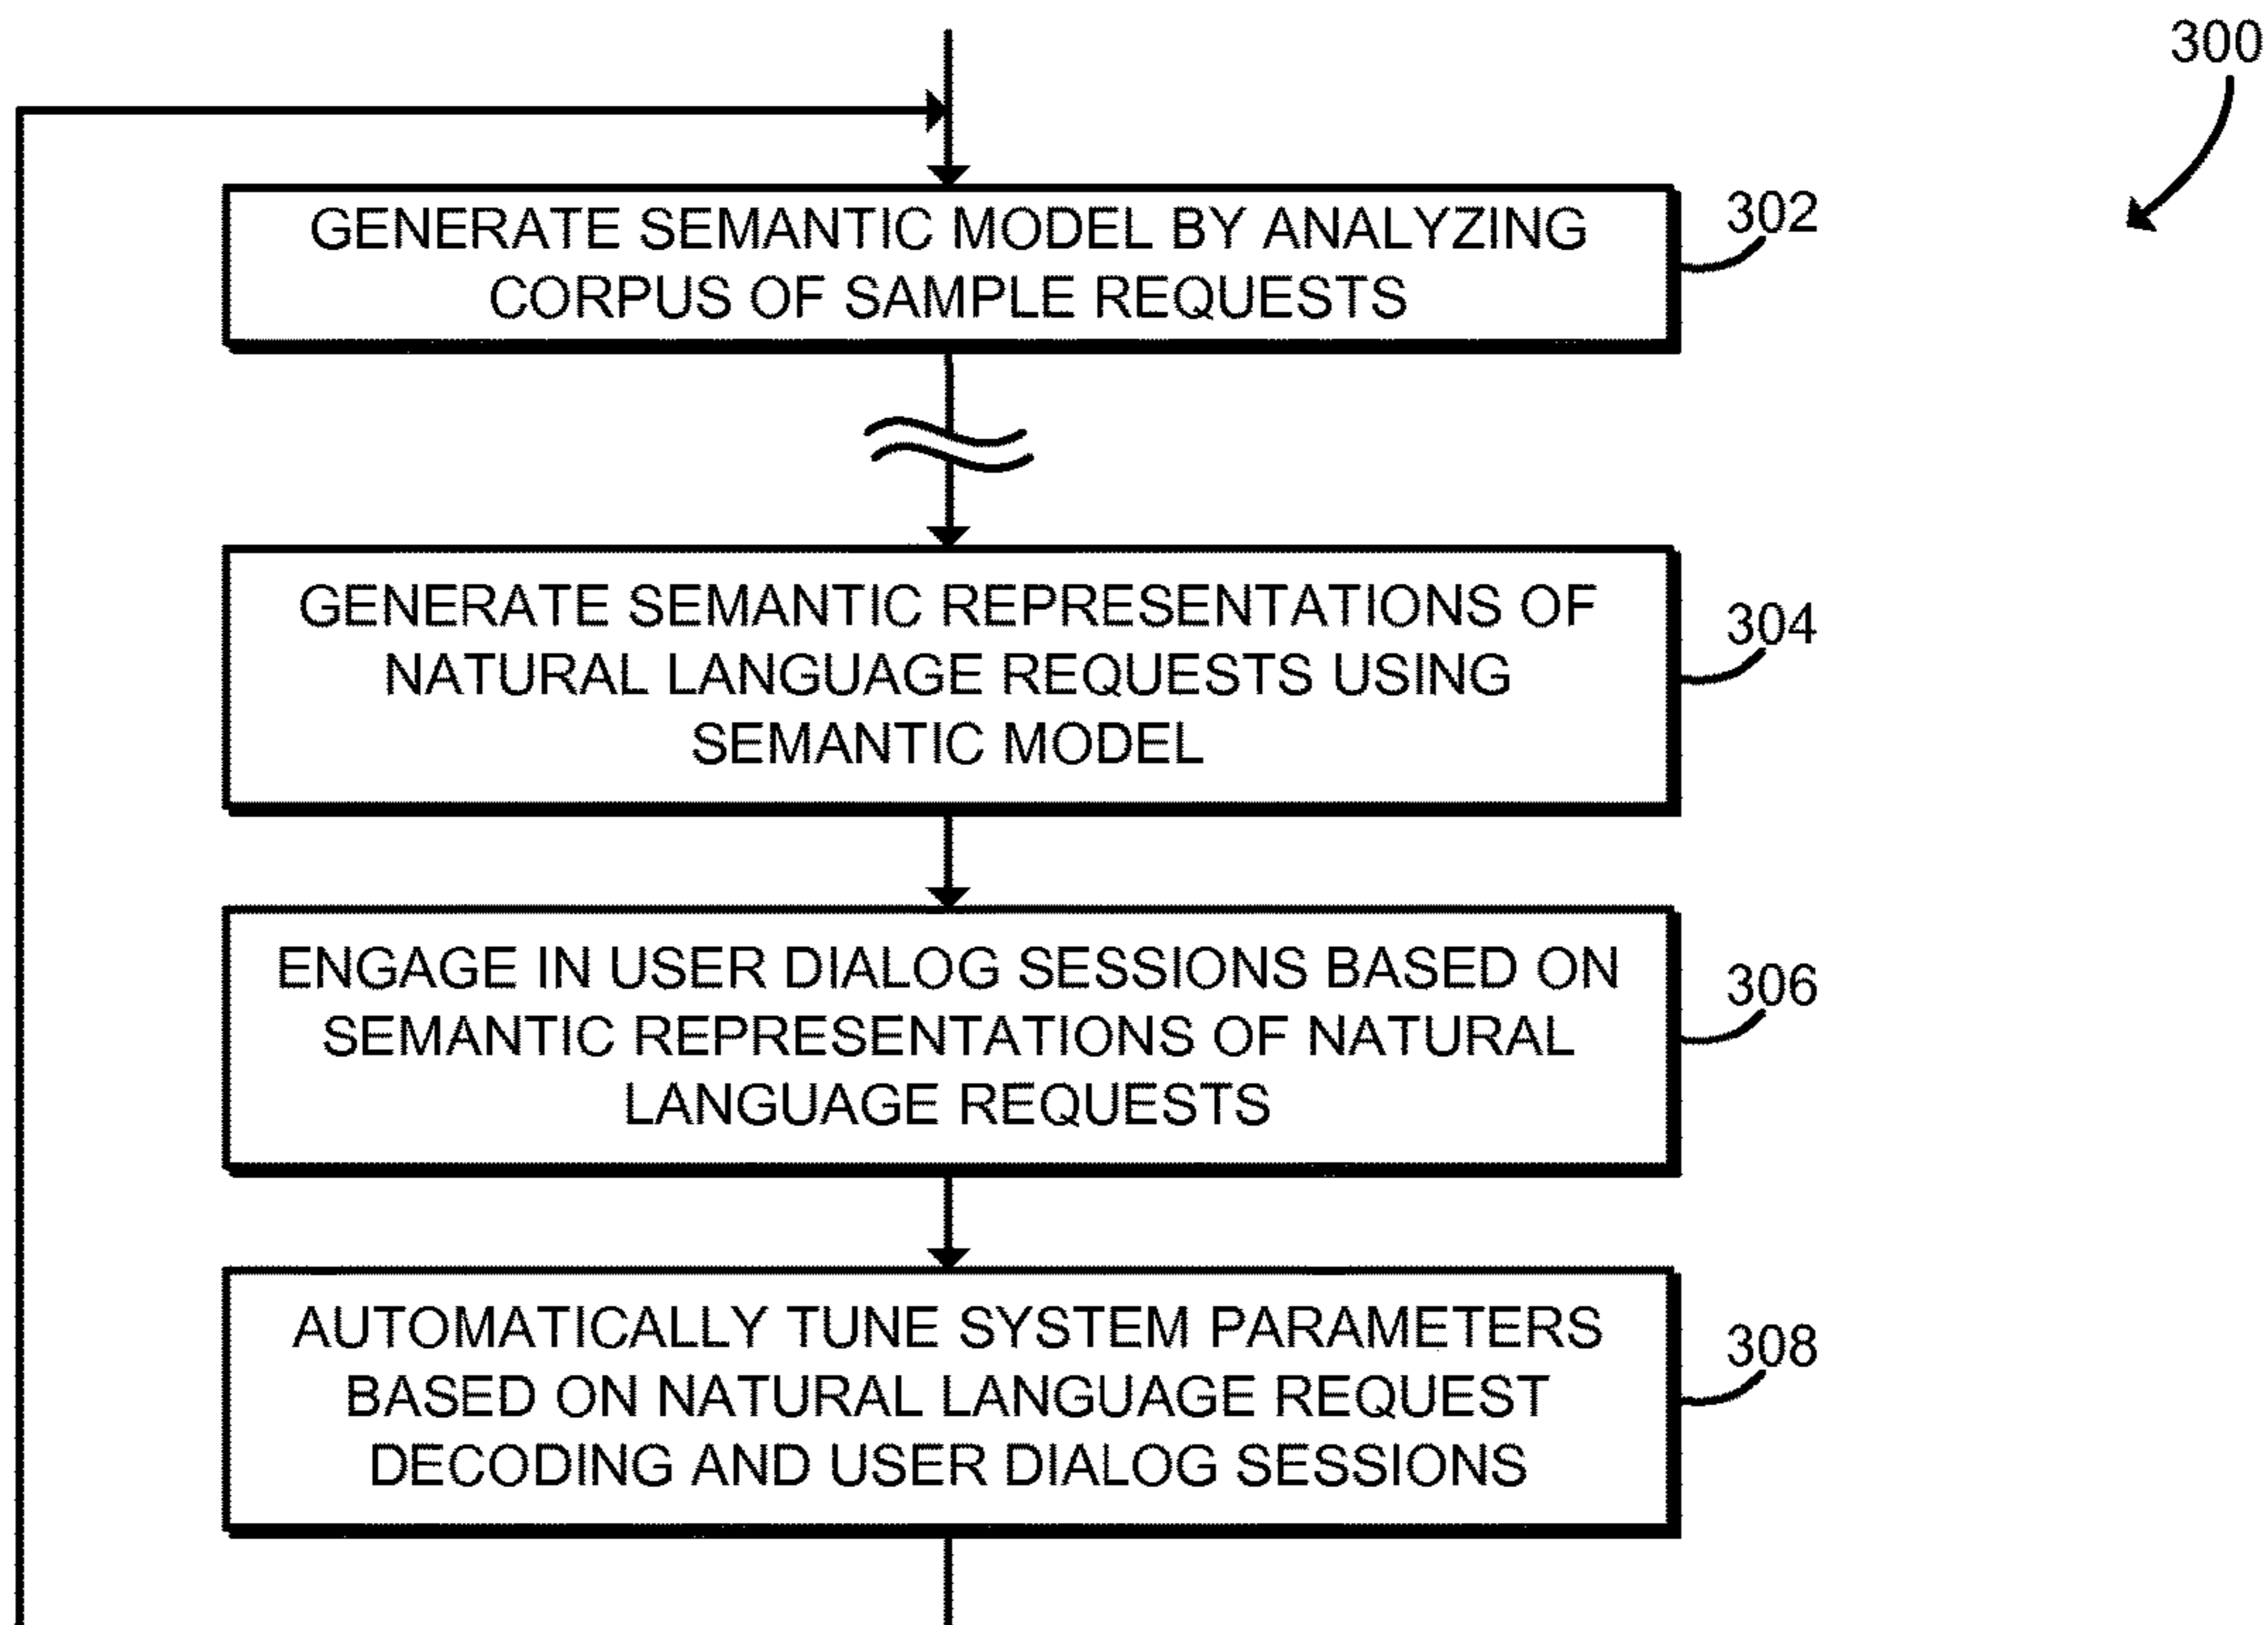 300
GENERATE SEMANTIC MODEL BY ANALYZING
CORPUS OF SAMPLE REQUESTS
302
GENERATE SEMANTIC REPRESENTATIONS OF
NATURAL LANGUAGE REQUESTS USING
SEMANTIC MODEL
304
ENGAGE IN USER DIALOG SESSIONS BASED ON
SEMANTIC REPRESENTATIONS OF NATURAL
LANGUAGE REQUESTS
306
AUTOMATICALLY TUNE SYSTEM PARAMETERS
BASED ON NATURAL LANGUAGE REQUEST
DECODING AND USER DIALOG SESSIONS
308